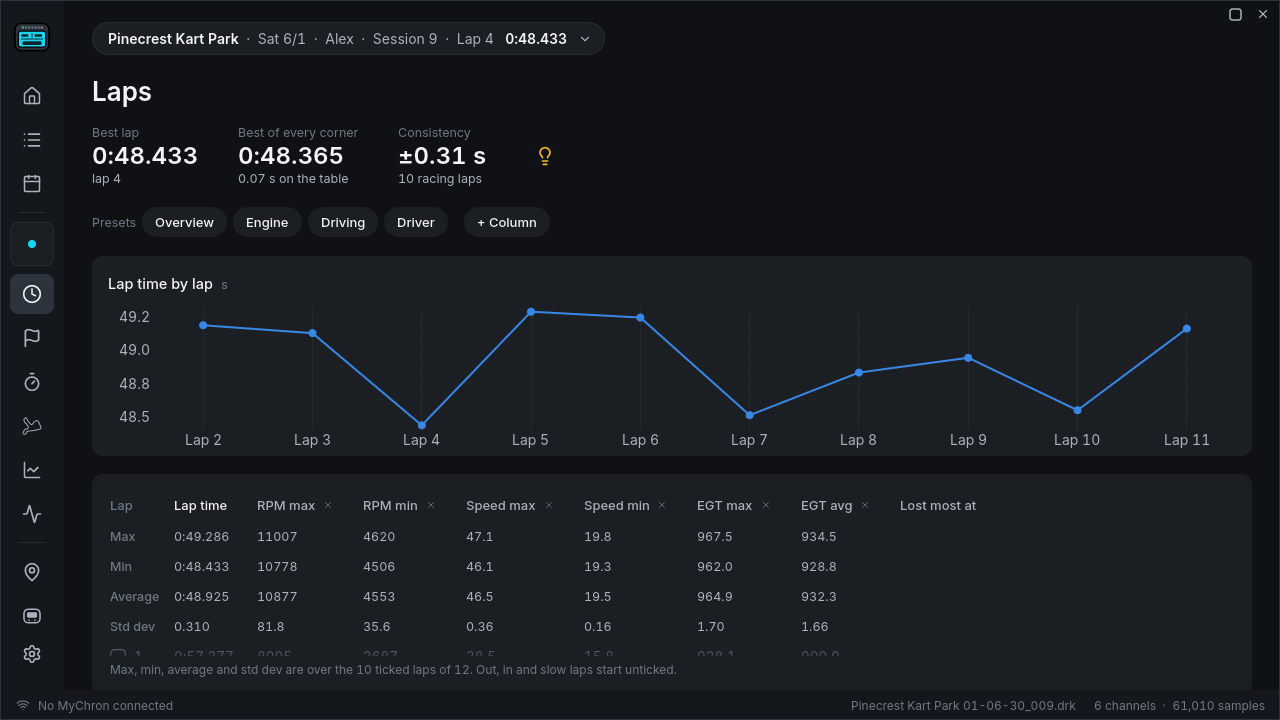 Pinecrest Kart Park · Sat 6/1 · Alex · Session 9 · Lap 4 0:48.433
Laps
Best lap Best of every corner Consistency
0:48.433 0:48.365 ±0.31 s
lap 4 0.07 s on the table 10 racing laps
Presets Overview Engine Driving Driver + Column
Lap time by lap s
49.2
49.0
48.8
48.5
Lap 2 Lap 3 Lap 4 Lap 5 Lap 6 Lap 7 Lap 8 Lap 9 Lap 10 Lap 11
Lap Lap time RPM max × RPM min × Speed max × Speed min × EGT max × EGT avg × Lost most at
Max 0:49.286 11007 4620 47.1 19.8 967.5 934.5
Min 0:48.433 10778 4506 46.1 19.3 962.0 928.8
Average 0:48.925 10877 4553 46.5 19.5 964.9 932.3
Std dev 0.310 81.8 35.6 0.36 0.16 1.70 1.66
Max, min, average and std dev are over the 10 ticked laps of 12. Out, in and slow laps start unticked.
No MyChron connected Pinecrest Kart Park 01-06-30_009.drk 6 channels · 61,010 samples